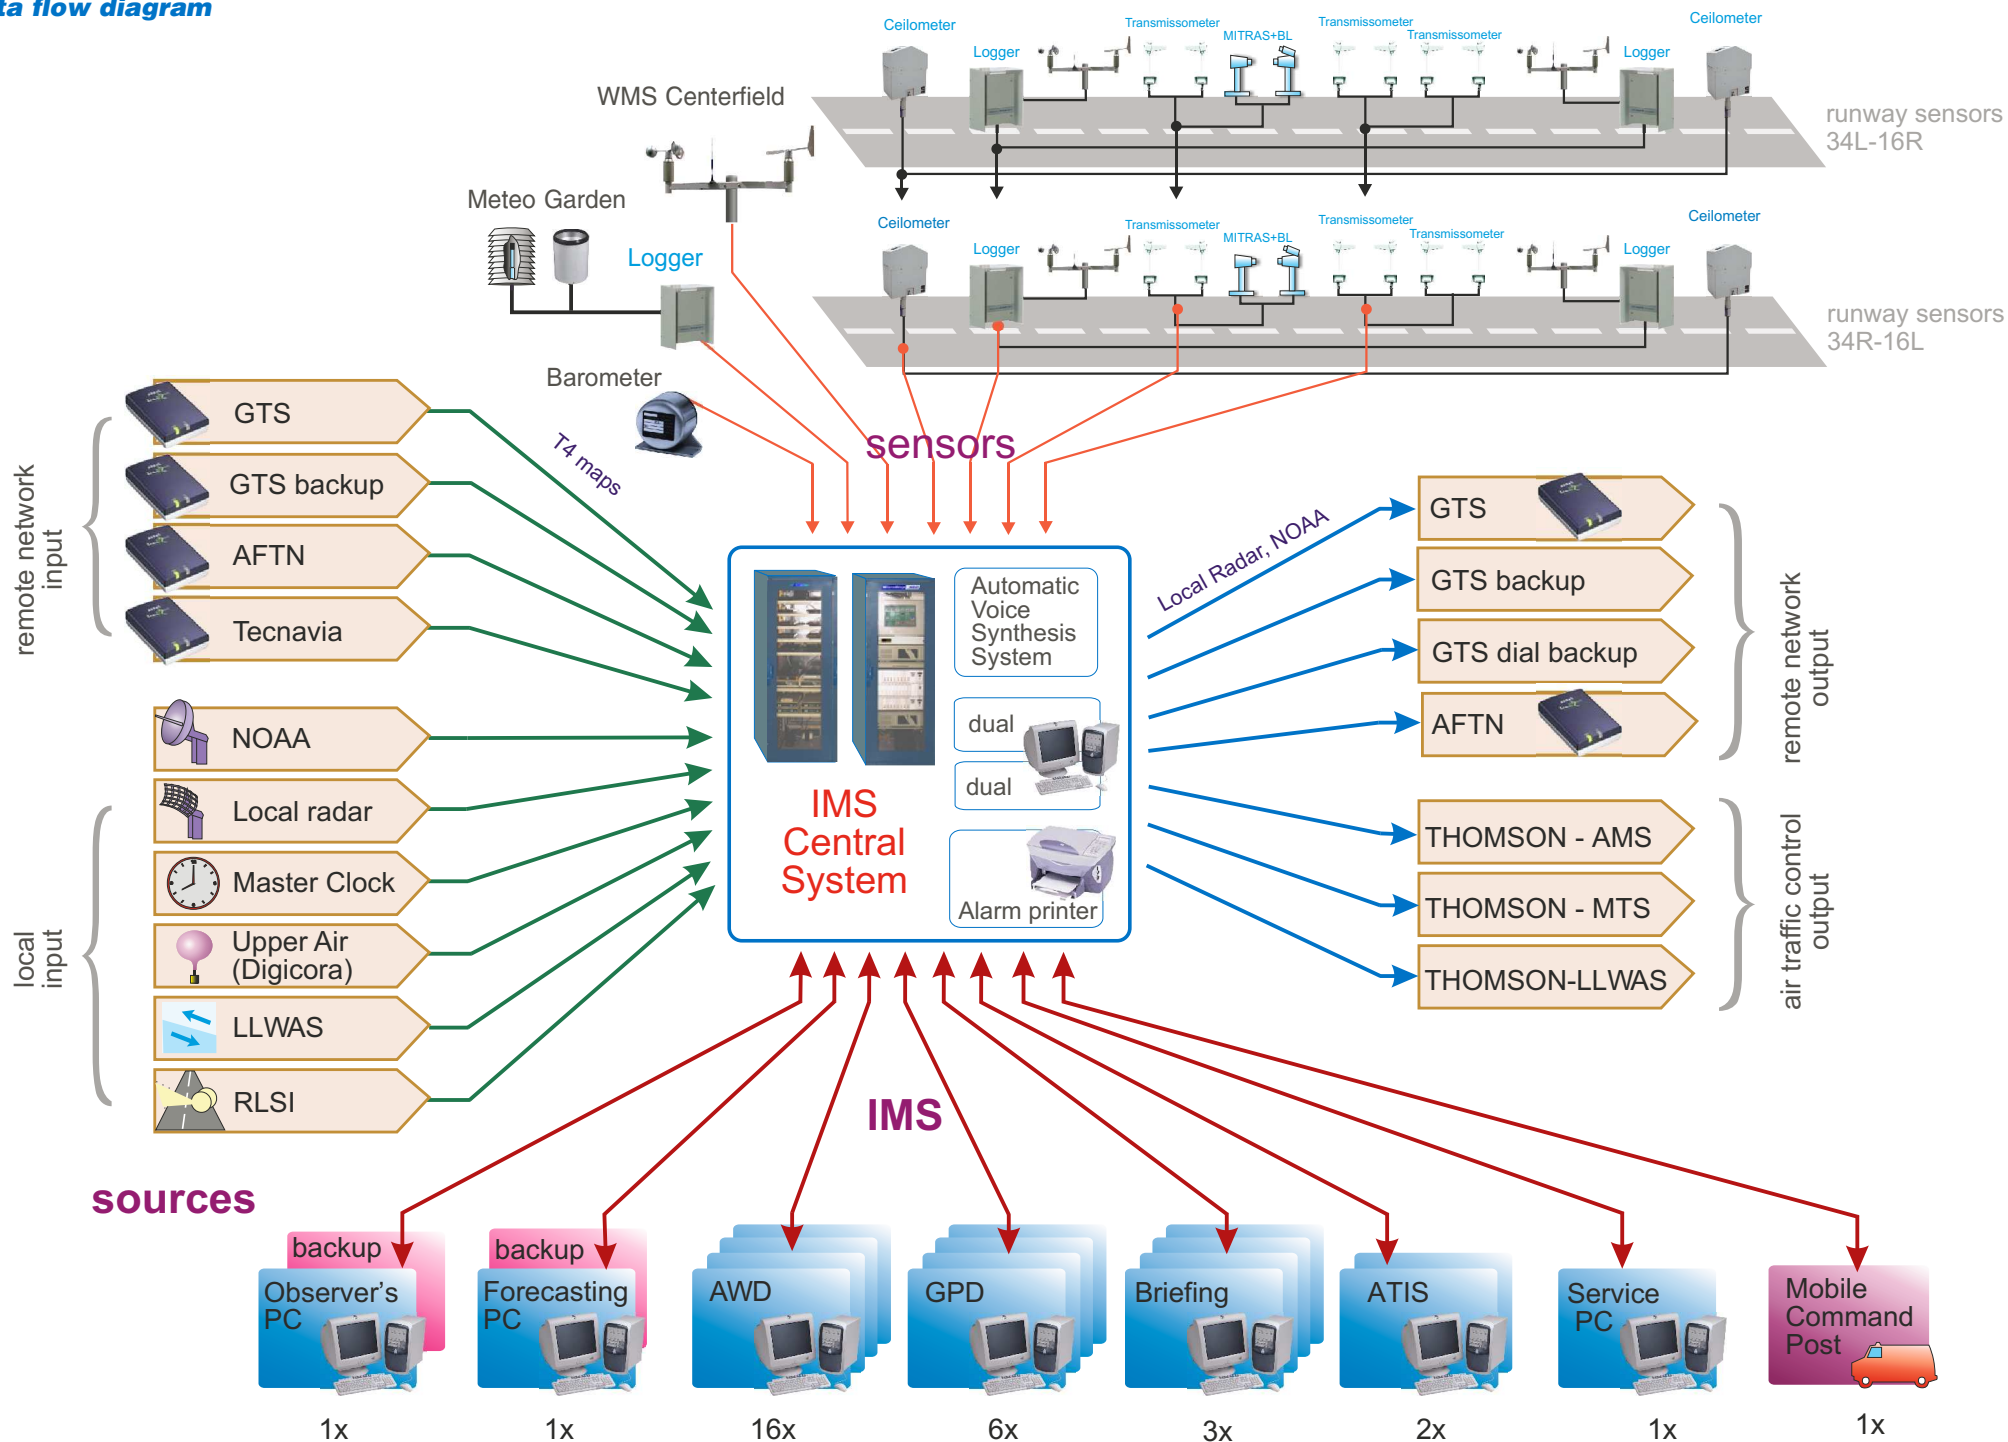 ta flow diagram
Ceilometer
Logger
Transmissometer
MITRAS+BL
Transmissometer
Transmissometer
Logger
Ceilometer
runway sensors
34L-16R
WMS Centerfield
Meteo Garden
Logger
Barometer
Ceilometer
Logger
Transmissometer
MITRAS+BL
Transmissometer
Transmissometer
Logger
Ceilometer
runway sensors
34R-16L
sensors
remote network
input
GTS
GTS backup
AFTN
Tecnavia
T4 maps
NOAA
local
input
Local radar
Master Clock
Upper Air
(Digicora)
LLWAS
RLSI
Automatic
Voice
Synthesis
System
dual
dual
Alarm printer
IMS
Central
System
Local Radar, NOAA
GTS
GTS backup
GTS dial backup
AFTN
remote network
output
THOMSON - AMS
THOMSON - MTS
THOMSON-LLWAS
air traffic control
output
IMS
sources
backup
Observer's
PC
1x
backup
Forecasting
PC
1x
AWD
16x
GPD
6x
Briefing
3x
ATIS
2x
Service
PC
1x
Mobile
Command
Post
1x